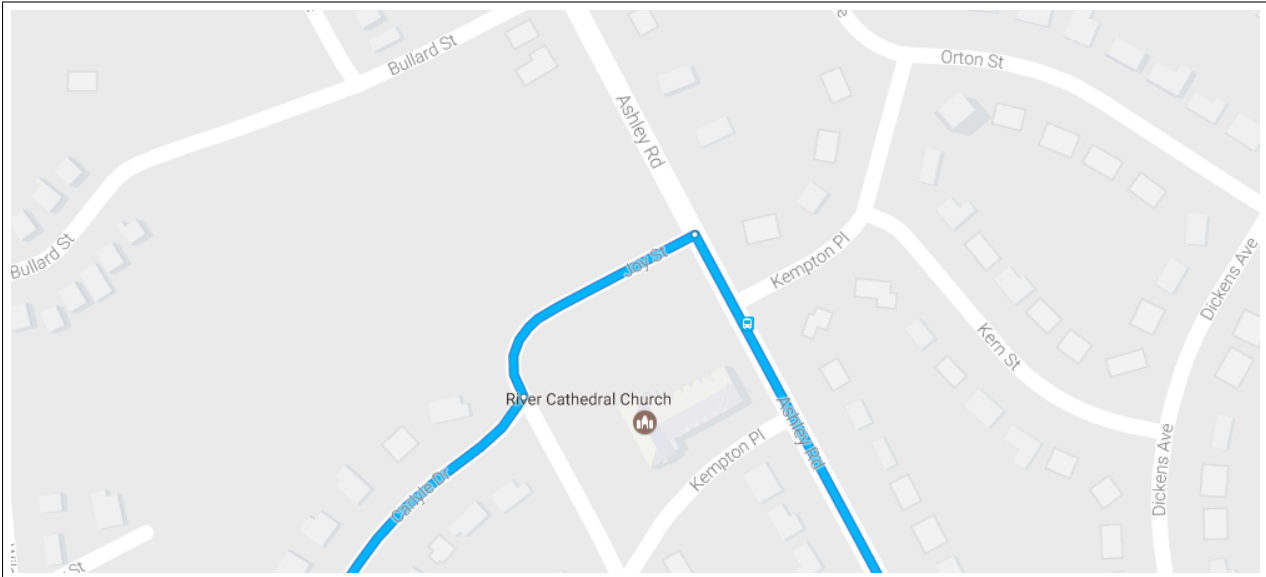 Bullard St
Orton St
Ashley Rd
Bullard St
Joy St
Kempton Pl
Dickens Ave
Kern St
River Cathedral Church
Ashley Rd
Kempton Pl
Carlyle Dr
Dickens Ave
St